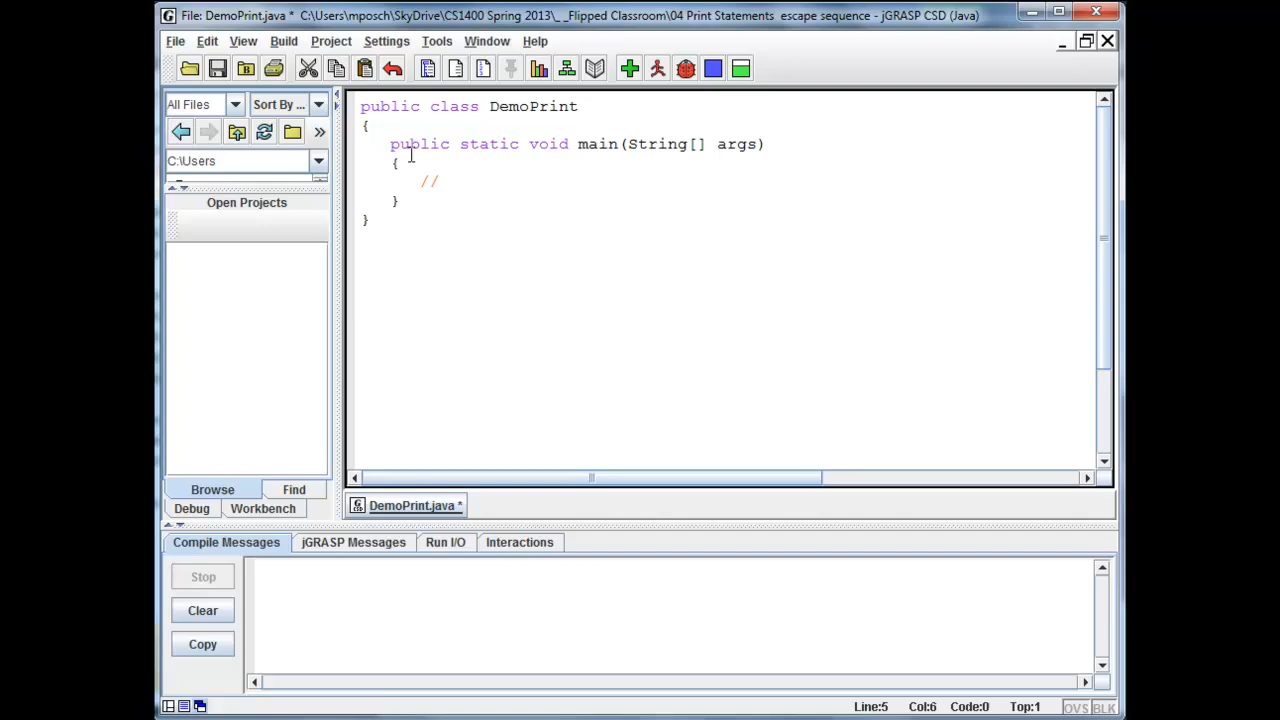 File: DemoPrint.java * C:\Users\mposch\SkyDrive\CS1400 Spring 2013\_ _Flipped Classroom\04 Print Statements escape sequence - jGRASP CSD (Java)
File Edit View Build Project Settings Tools Window Help
All Files Sort By ...
C:\Users
Open Projects
public class DemoPrint
{
public static void main(String[] args)
{
//
}
}
Browse Find
Debug Workbench
DemoPrint.java *
Compile Messages jGRASP Messages Run I/O Interactions
Stop
Clear
Copy
Line:5 Col:6 Code:0 Top:1 OVS BLK